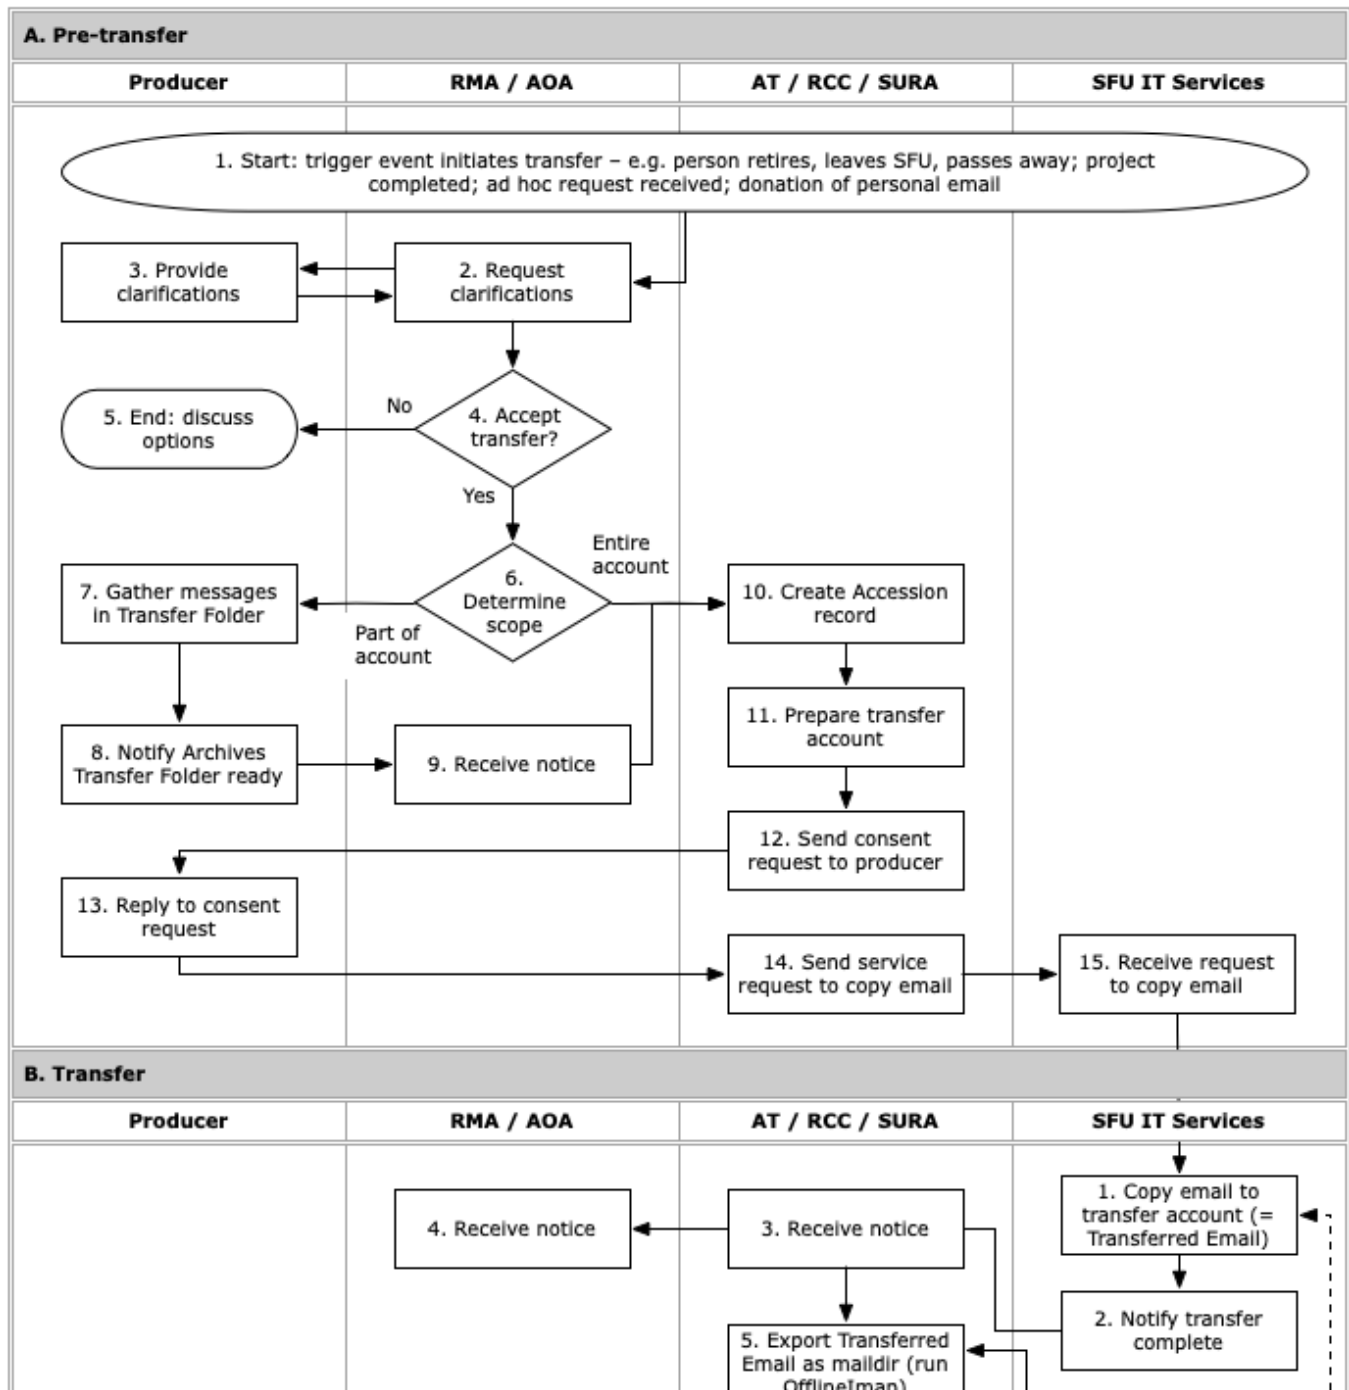 A. Pre-transfer
Producer
RMA / AOA
AT / RCC / SURA
SFU IT Services
1. Start: trigger event initiates transfer – e.g. person retires, leaves SFU, passes away; project
completed; ad hoc request received; donation of personal email
3. Provide
clarifications
2. Request
clarifications
5. End: discuss
options
No
4. Accept
transfer?
Yes
Entire
account
7. Gather messages
in Transfer Folder
6.
Determine
scope
10. Create Accession
record
Part of
account
11. Prepare transfer
account
8. Notify Archives
Transfer Folder ready
9. Receive notice
12. Send consent
request to producer
13. Reply to consent
request
14. Send service
request to copy email
15. Receive request
to copy email
B. Transfer
Producer
RMA / AOA
AT / RCC / SURA
SFU IT Services
4. Receive notice
3. Receive notice
1. Copy email to
transfer account (=
Transferred Email)
2. Notify transfer
complete
5. Export Transferred
Email as maildir (run
OfflineImap)